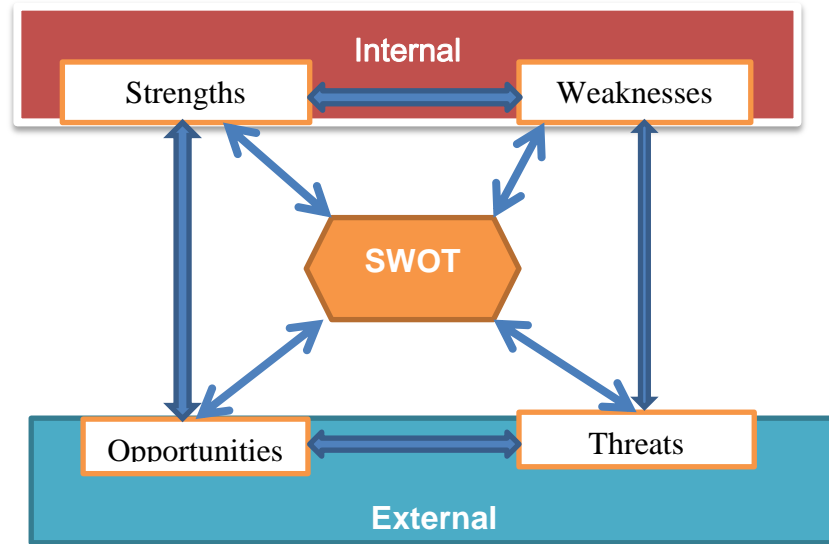 Internal
Strengths
Weaknesses
SWOT
Opportunities
Threats
External